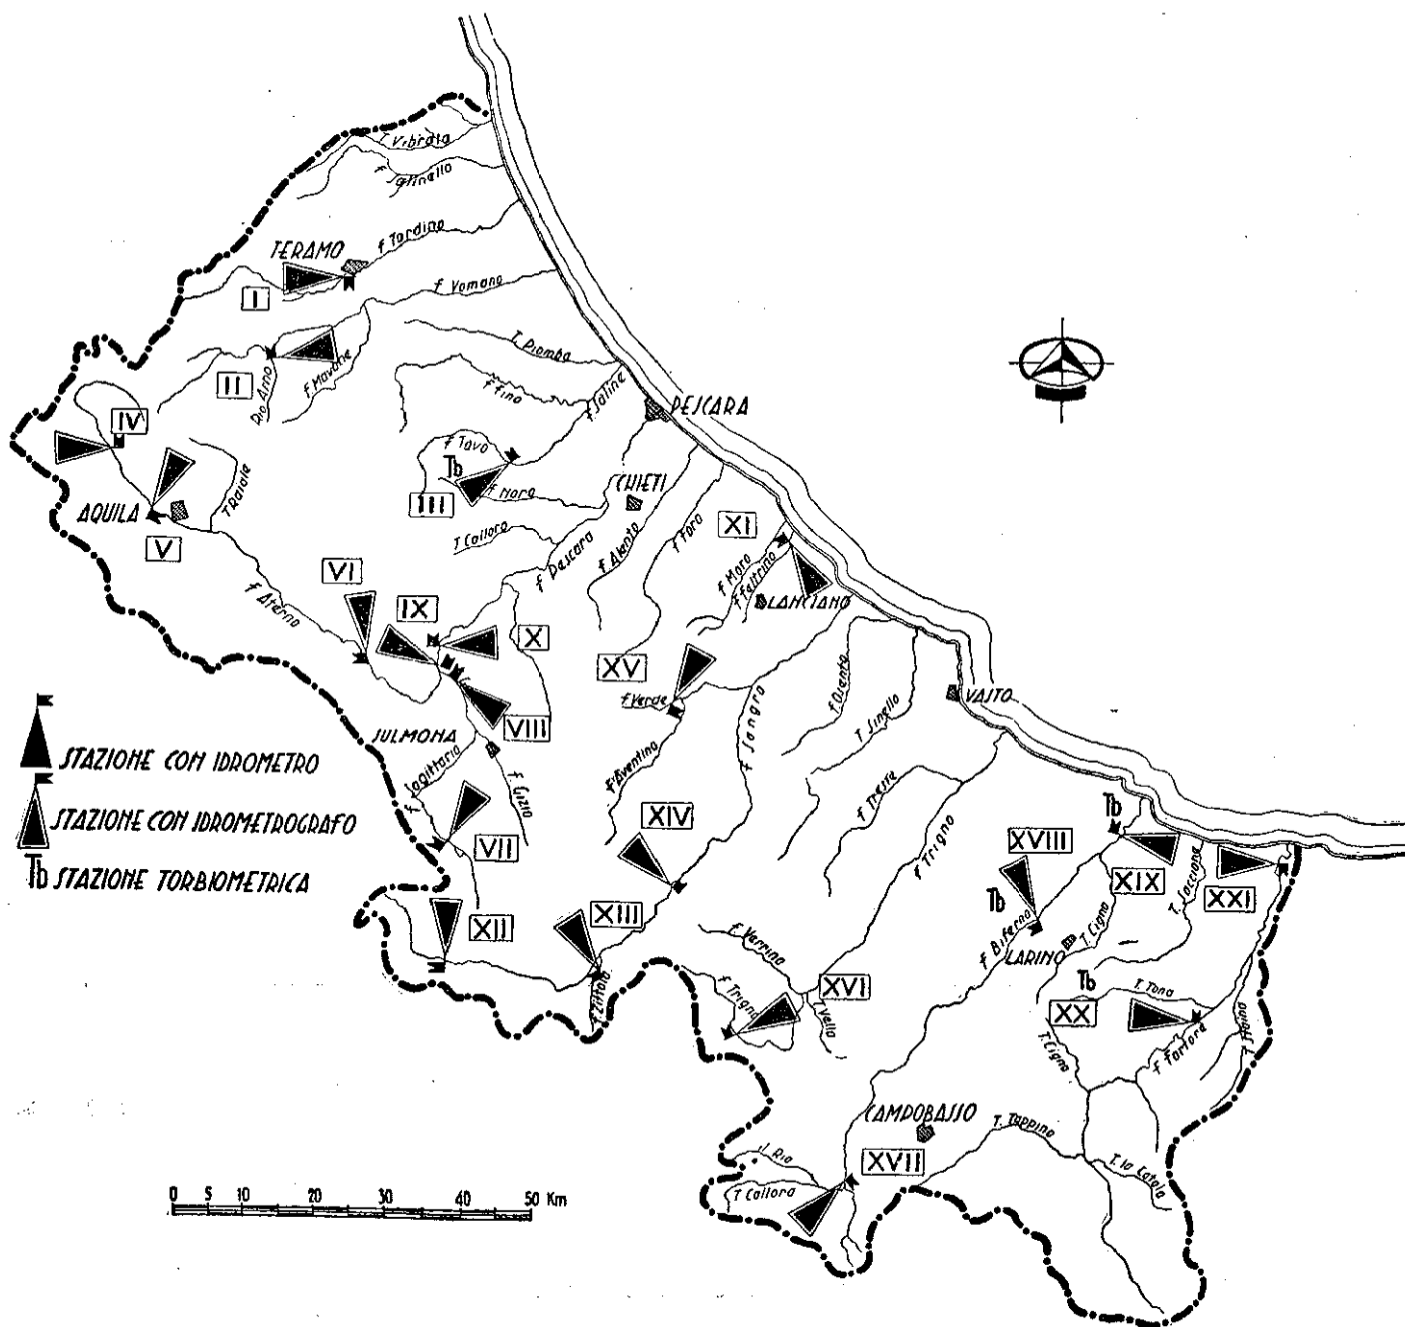 T. Vibrata
f. Salinello
TERAMO
f Tordino
I
f Vomano
II
Rio Arno
f. Mavone
T. Piomba
f Fino
f Saline
PESCARA
IV
f Tavo
Tb
III
f Nora
CHIETI
AQUILA
T Raiale
V
T Callora
f Pescara
f Alento
f Foro
XI
f Moro
f Feltrino
LANCIANO
VI
f Aterno
IX
X
XV
f Verde
VIII
f Osento
T Sinello
VASTO
SULMONA
f Sagittario
f. Gizio
f Aventino
f Sangro
STAZIONE CON IDROMETRO
STAZIONE CON IDROMETROGRAFO
Tb STAZIONE TORBIOMETRICA
VII
XIV
f Treste
f Trigno
Tb
XVIII
XIX
T. Saccione
XXI
XII
XIII
Tb
f Biferno
T. Cigno
LARINO
f Verrino
f Zittola
f Trigno
XVI
T Vella
Tb
XX
T. Tona
T. Cigno
f Fortore
CAMPOBASSO
T. Tappino
XVII
Rio
T Callora
T. la Catola
0 5 10 20 30 40 50 Km